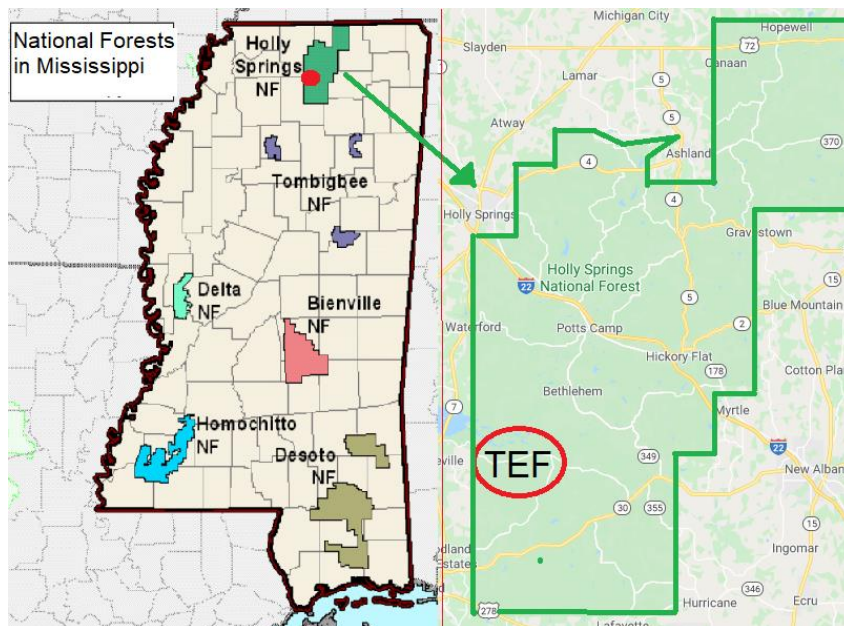 National Forests
in Mississippi
Holly
Springs
NF
Tombigbee
NF
Delta
NF
Bienville
NF
Homochitto
NF
Desoto
NF
Michigan City
Hopewell
Slayden
72
Canaan
Lamar
5
5
Atway
370
Ashland
4
4
Holly Springs
Gravestown
Holly Springs
National Forest
15
22
5
Blue Mountain
Waterford
Potts Camp
2
Hickory Flat
178
Cotton Pla
Bethlehem
7
Myrtle
22
eville
TEF
349
New Alban
30
355
15
odland
Estates
Ingomar
346
278
Hurricane
Ecru
Lafayette